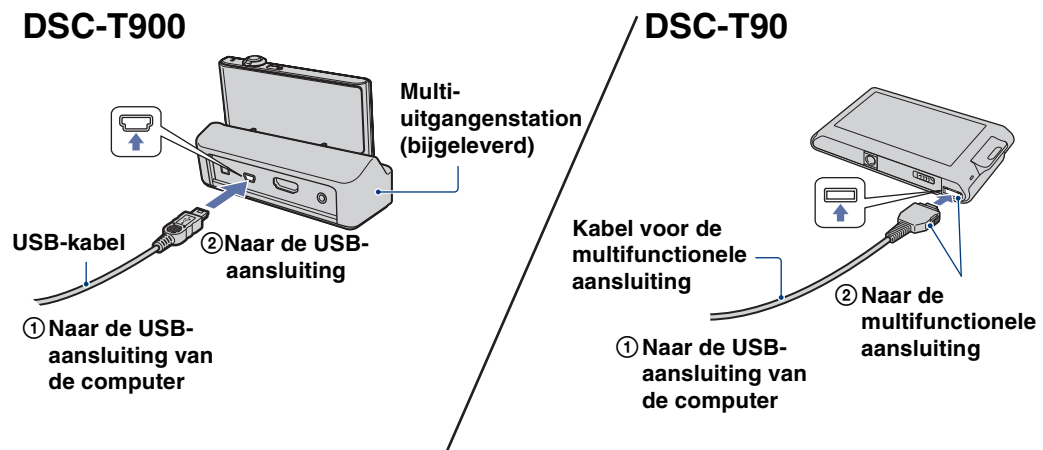 DSC-T900
Multi-
uitgangenstation
(bijgeleverd)
USB-kabel
②Naar de USB-
aansluiting
①Naar de USB-
aansluiting van
de computer
DSC-T90
Kabel voor de
multifunctionele
aansluiting
②Naar de
multifunctionele
aansluiting
①Naar de USB-
aansluiting van
de computer